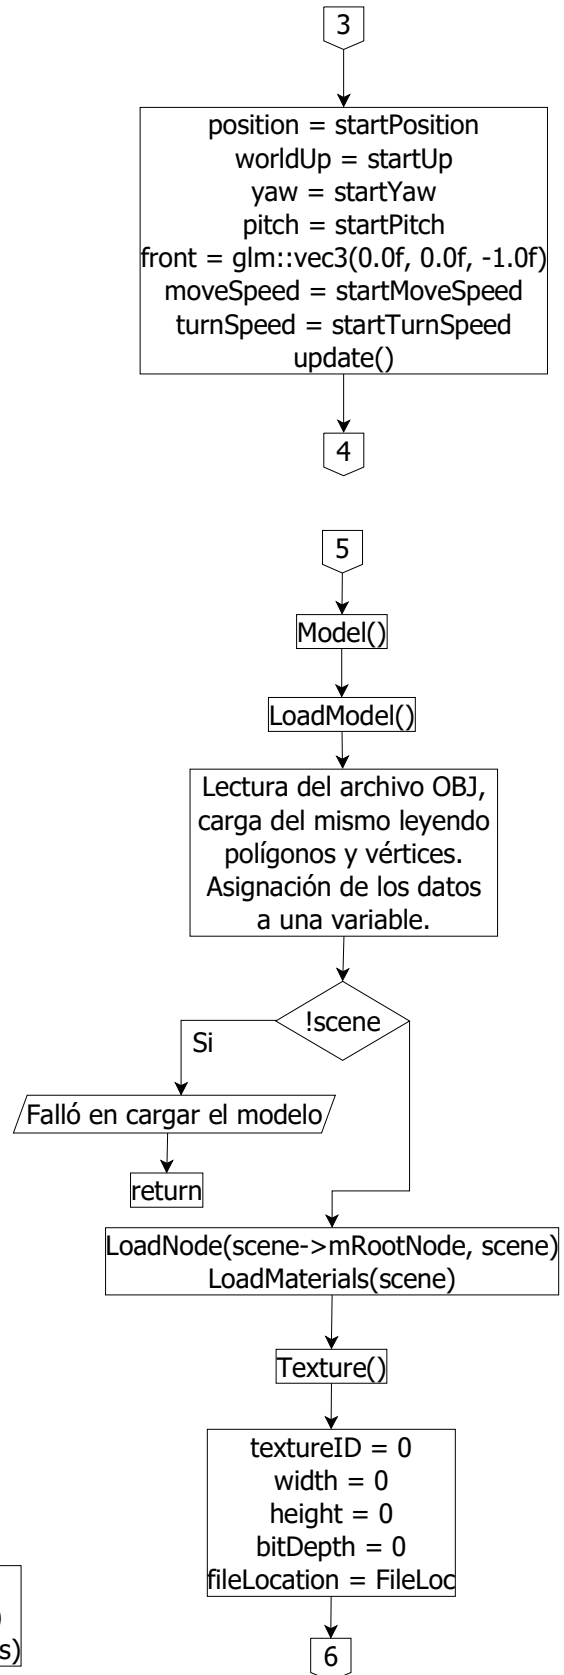 3
position = startPosition
worldUp = startUp
yaw = startYaw
pitch = startPitch
front = glm::vec3(0.0f, 0.0f, -1.0f)
moveSpeed = startMoveSpeed
turnSpeed = startTurnSpeed
update()
4
5
Model()
LoadModel()
Lectura del archivo OBJ,
carga del mismo leyendo
polígonos y vértices.
Asignación de los datos
a una variable.
!scene
Si
Falló en cargar el modelo
return
LoadNode(scene->mRootNode, scene)
LoadMaterials(scene)
Texture()
textureID = 0
width = 0
height = 0
bitDepth = 0
fileLocation = FileLoc
)
s)
6